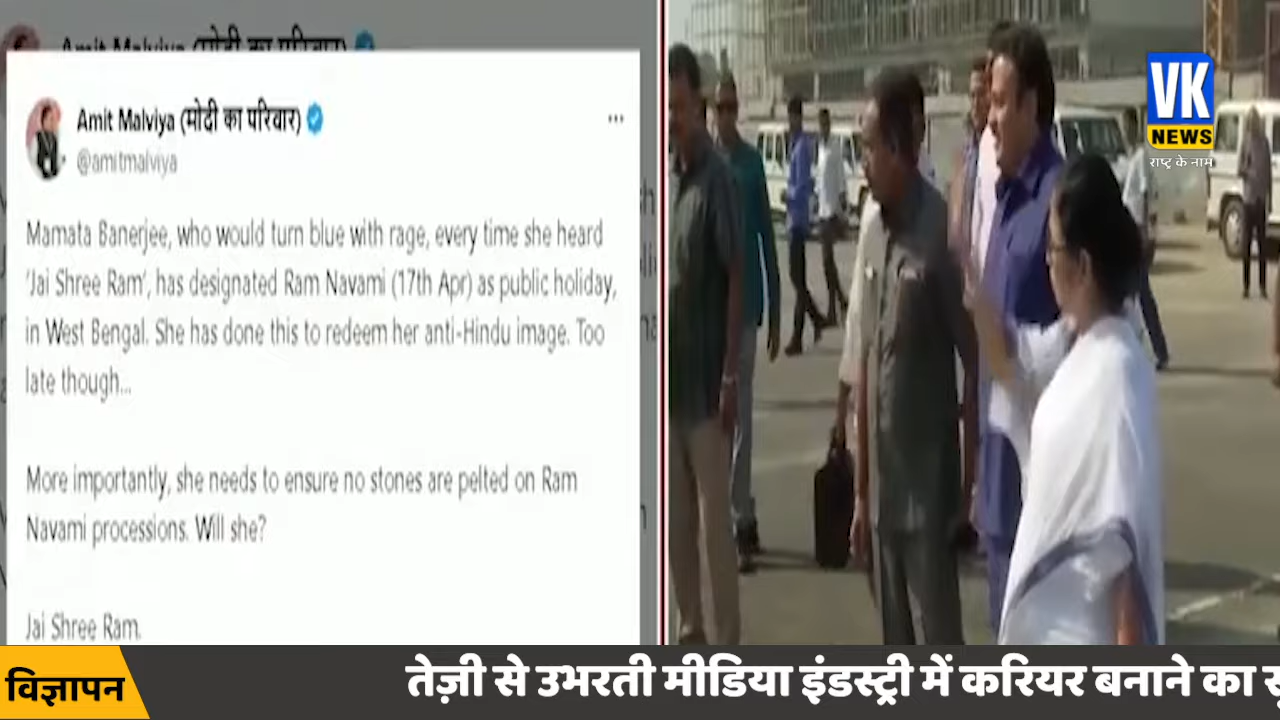 Amit Malviya (मोदी का परिवार)
Amit Malviya (मोदी का परिवार)
@amitmalviya
Mamata Banerjee, who would turn blue with rage, every time she heard
'Jai Shree Ram', has designated Ram Navami (17th Apr) as public holiday,
in West Bengal. She has done this to redeem her anti-Hindu image. Too
late though...
More importantly, she needs to ensure no stones are pelted on Ram
Navami processions. Will she?
Jai Shree Ram.
VK
NEWS
राष्ट्र के नाम
विज्ञापन
तेज़ी से उभरती मीडिया इंडस्ट्री में करियर बनाने का